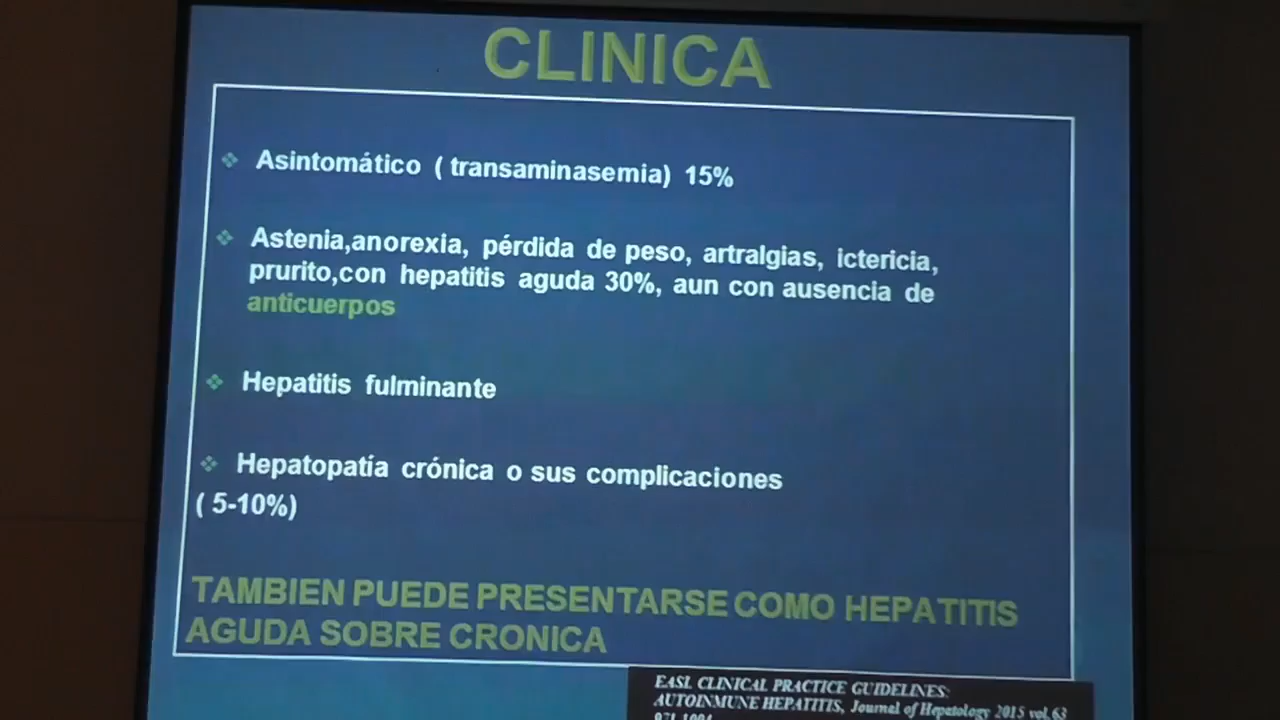 CLINICA
Asintomático ( transaminasemia) 15%
Astenia,anorexia, pérdida de peso, artralgias, ictericia,
prurito,con hepatitis aguda 30%, aun con ausencia de
anticuerpos
Hepatitis fulminante
Hepatopatía crónica o sus complicaciones
( 5-10%)
TAMBIEN PUEDE PRESENTARSE COMO HEPATITIS
AGUDA SOBRE CRONICA
EASL CLINICAL PRACTICE GUIDELINES:
AUTOINMUNE HEPATITIS, Journal of Hepatology 2015 vol.63